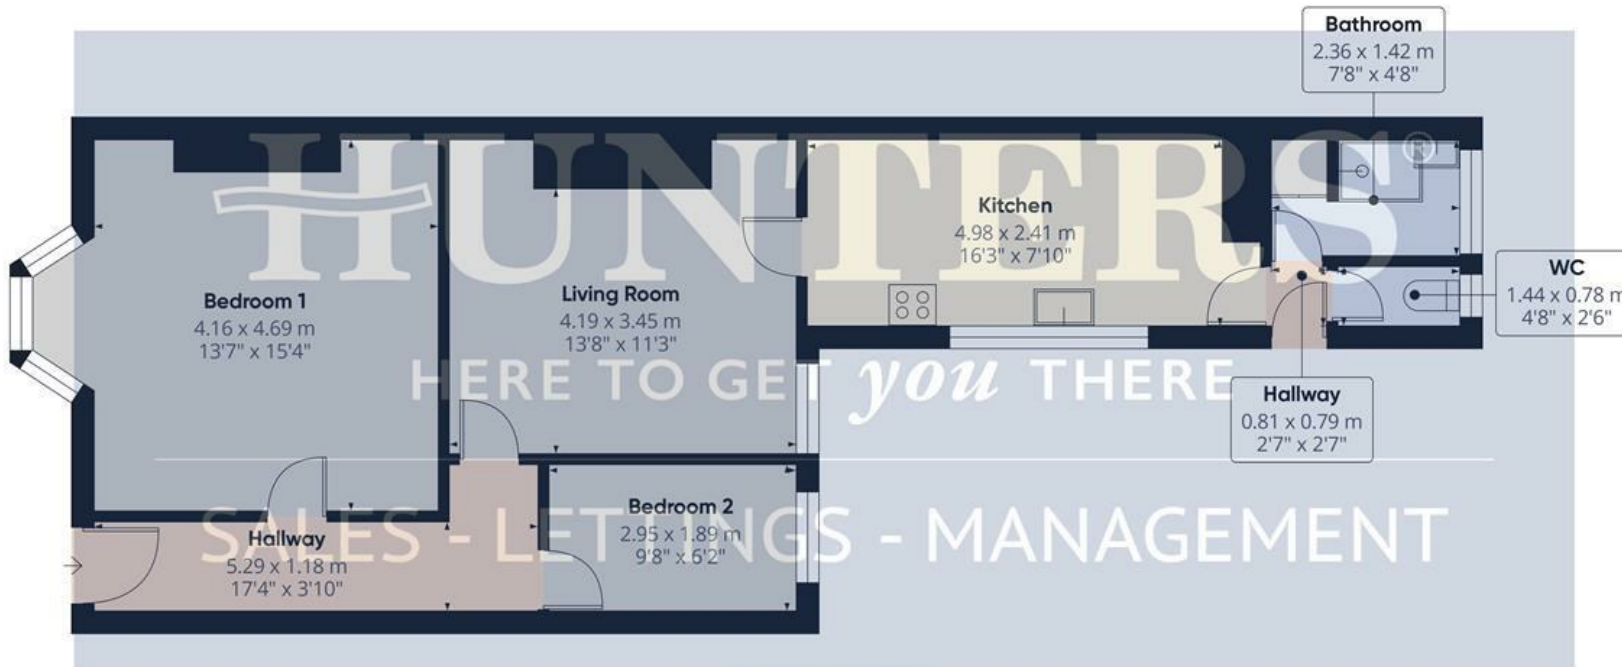 Bathroom
2.36 x 1.42 m
7'8" x 4'8"
HUNTERS®
Kitchen
4.98 x 2.41 m
16'3" x 7'10"
Bedroom 1
4.16 x 4.69 m
13'7" x 15'4"
Living Room
4.19 x 3.45 m
13'8" x 11'3"
WC
1.44 x 0.78 m
4'8" x 2'6"
HERE TO GET you THERE
Hallway
0.81 x 0.79 m
2'7" x 2'7"
Bedroom 2
2.95 x 1.89 m
9'8" x 6'2"
SALES - LETTINGS - MANAGEMENT
Hallway
5.29 x 1.18 m
17'4" x 3'10"